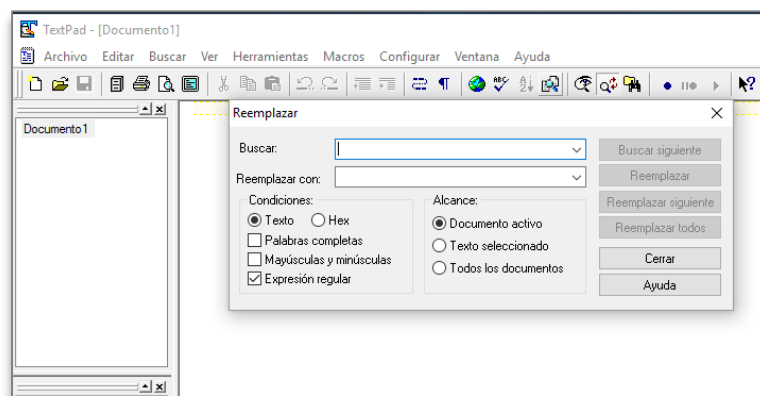 TextPad - [Documento1]
Archivo Editar Buscar Ver Herramientas Macros Configurar Ventana Ayuda
Documento1
Reemplazar
Buscar:
Buscar siguiente
Reemplazar con:
Reemplazar
Condiciones:
Alcance:
Reemplazar siguiente
Texto Hex
Documento activo
Reemplazar todos
Palabras completas
Texto seleccionado
Mayúsculas y minúsculas
Todos los documentos
Cerrar
Expresión regular
Ayuda